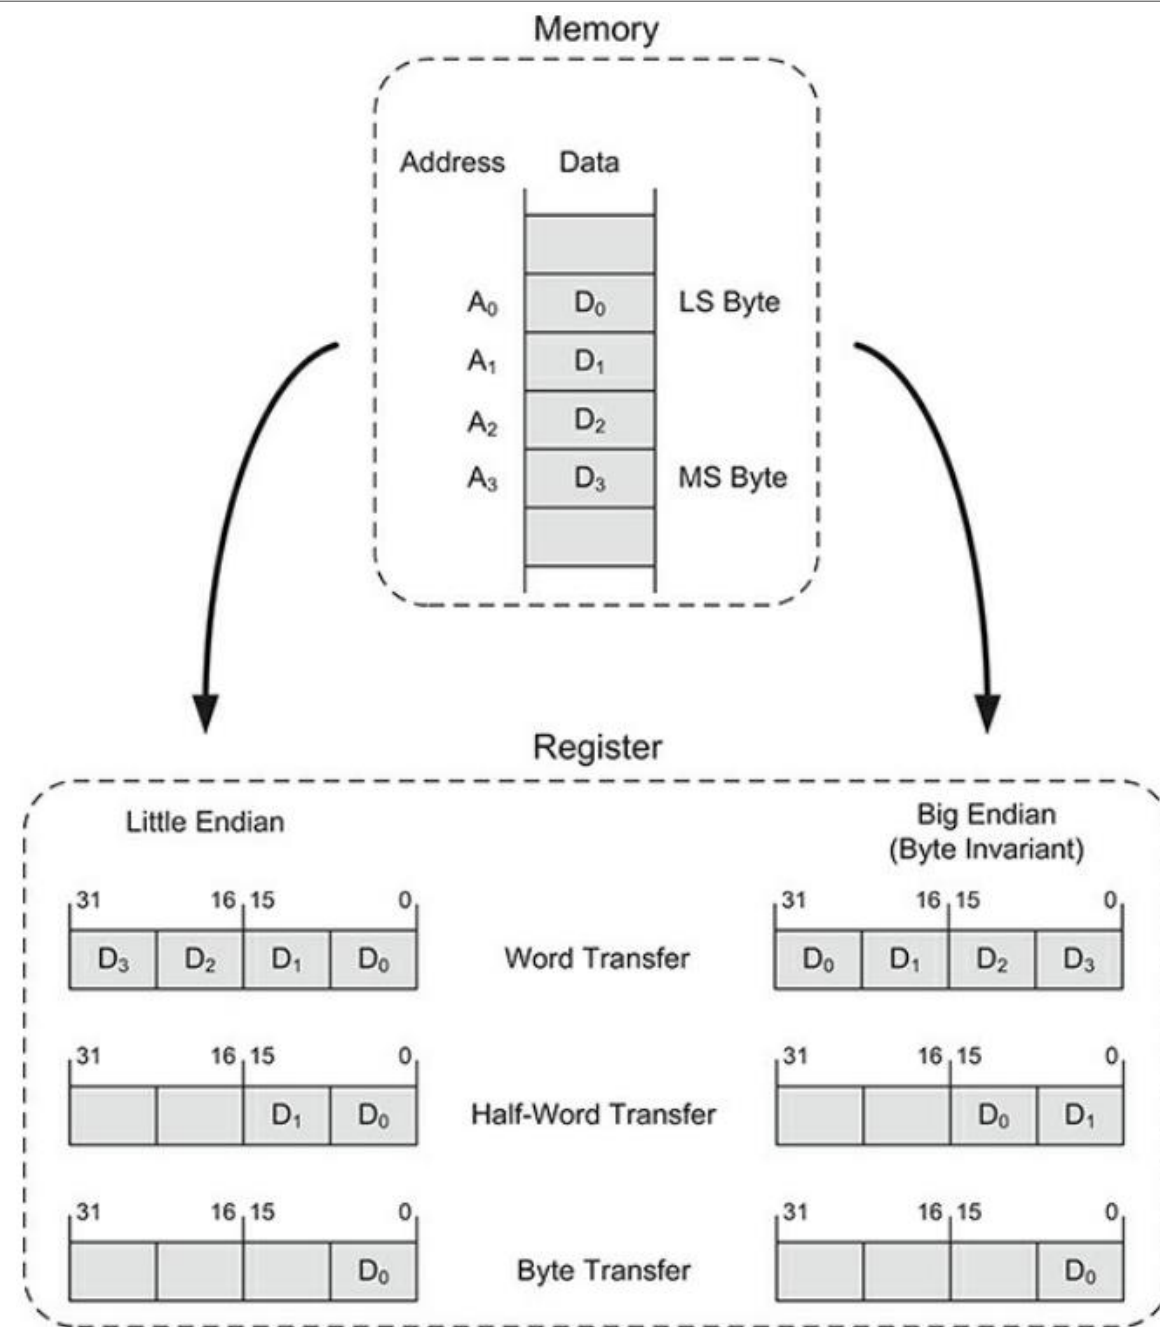 Memory
Address Data
A₀ D₀ LS Byte
A₁ D₁
A₂ D₂
A₃ D₃ MS Byte
Register
Little Endian
Big Endian
(Byte Invariant)
31 16 15 0 31 16 15 0
D₃ D₂ D₁ D₀ Word Transfer D₀ D₁ D₂ D₃
31 16 15 0 31 16 15 0
D₁ D₀ Half-Word Transfer D₀ D₁
31 16 15 0 31 16 15 0
D₀ Byte Transfer D₀